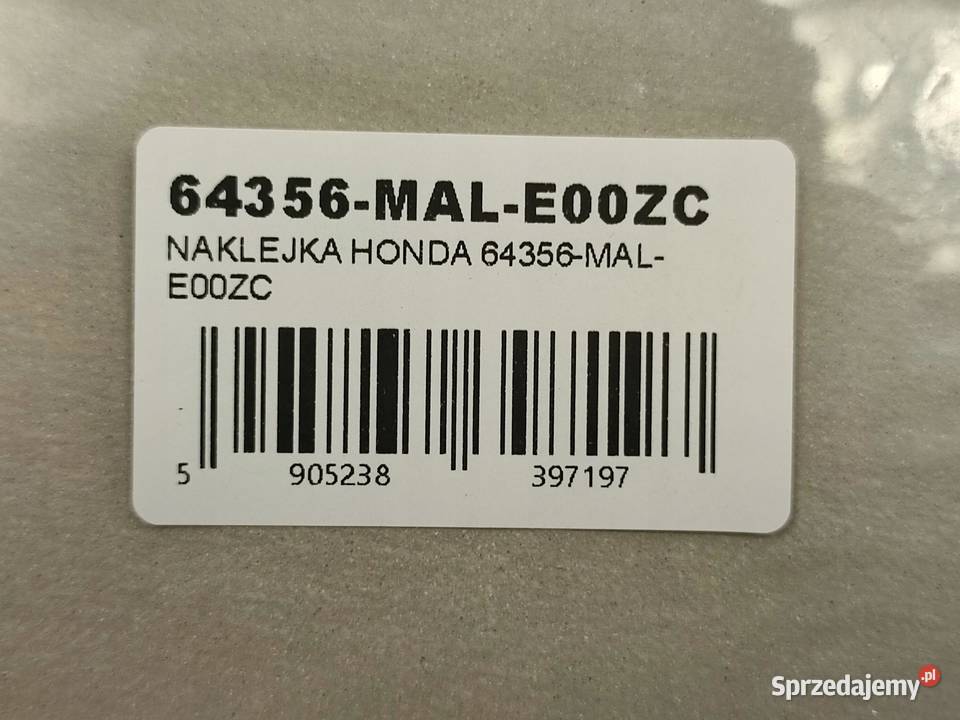 64356-MAL-E00ZC
NAKLEJKA HONDA 64356-MAL-
E00ZC
5 905238 397197
Sprzedajemy.pl